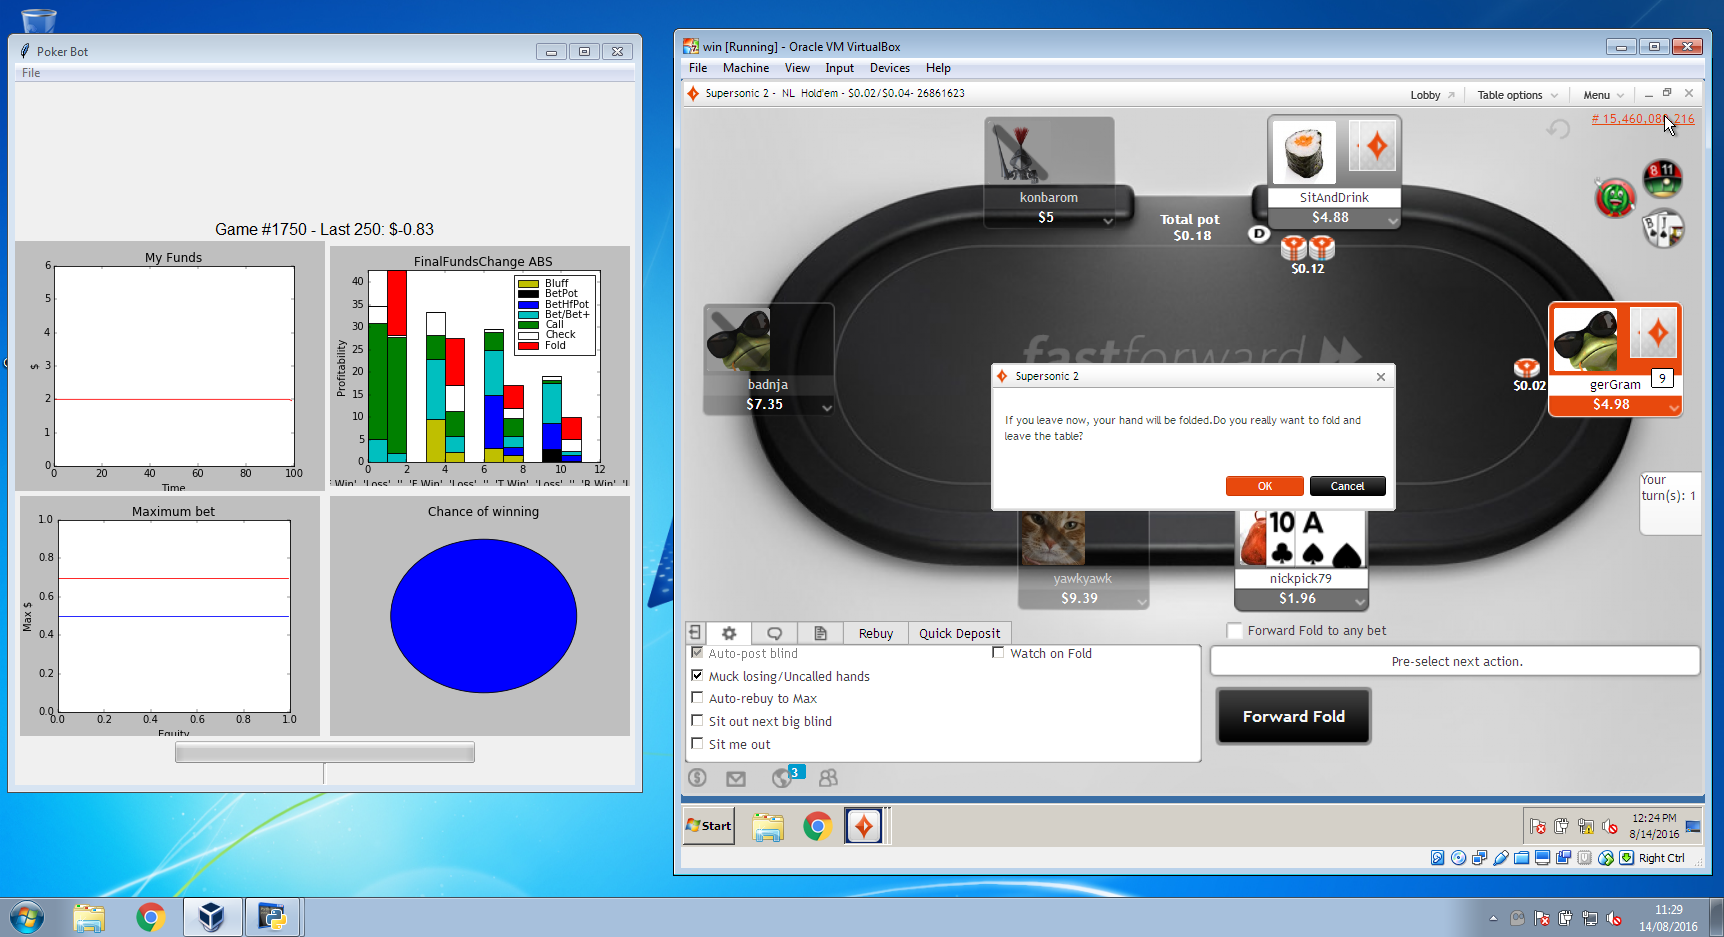 Poker Bot
File
Game #1750 - Last 250: $-0.83
My Funds
6
5
4
3
2
1
0
$
0 20 40 60 80 100
Time
FinalFundsChange ABS
40
35
30
25
20
15
10
5
0
Profitability
Bluff
BetPot
BetHfPot
Bet/Bet+
Call
Check
Fold
0 2 4 6 8 10 12
Win', 'Loss', '', 'F Win', 'Loss', '', 'T Win', 'Loss', '', 'R Win', 'L
Maximum bet
1.0
0.8
0.6
0.4
0.2
0.0
Max $
0.0 0.2 0.4 0.6 0.8 1.0
Equity
Chance of winning
win [Running] - Oracle VM VirtualBox
File Machine View Input Devices Help
Supersonic 2 - NL Hold'em - $0.02/$0.04- 26861623
Lobby Table options Menu
konbarom
$5
SitAndDrink
$4.88
Total pot
$0.18
D
$0.12
8 11
badnja
$7.35
fastforward
$0.02
gerGram 9
$4.98
Supersonic 2
If you leave now, your hand will be folded.Do you really want to fold and
leave the table?
OK Cancel
Your
turn(s): 1
yawkyawk
$9.39
10 A
nickpick79
$1.96
Rebuy Quick Deposit
Forward Fold to any bet
Auto-post blind Watch on Fold
Muck losing/Uncalled hands
Auto-rebuy to Max
Sit out next big blind
Sit me out
Pre-select next action.
Forward Fold
3
Start
12:24 PM
8/14/2016
Right Ctrl
11:29
14/08/2016